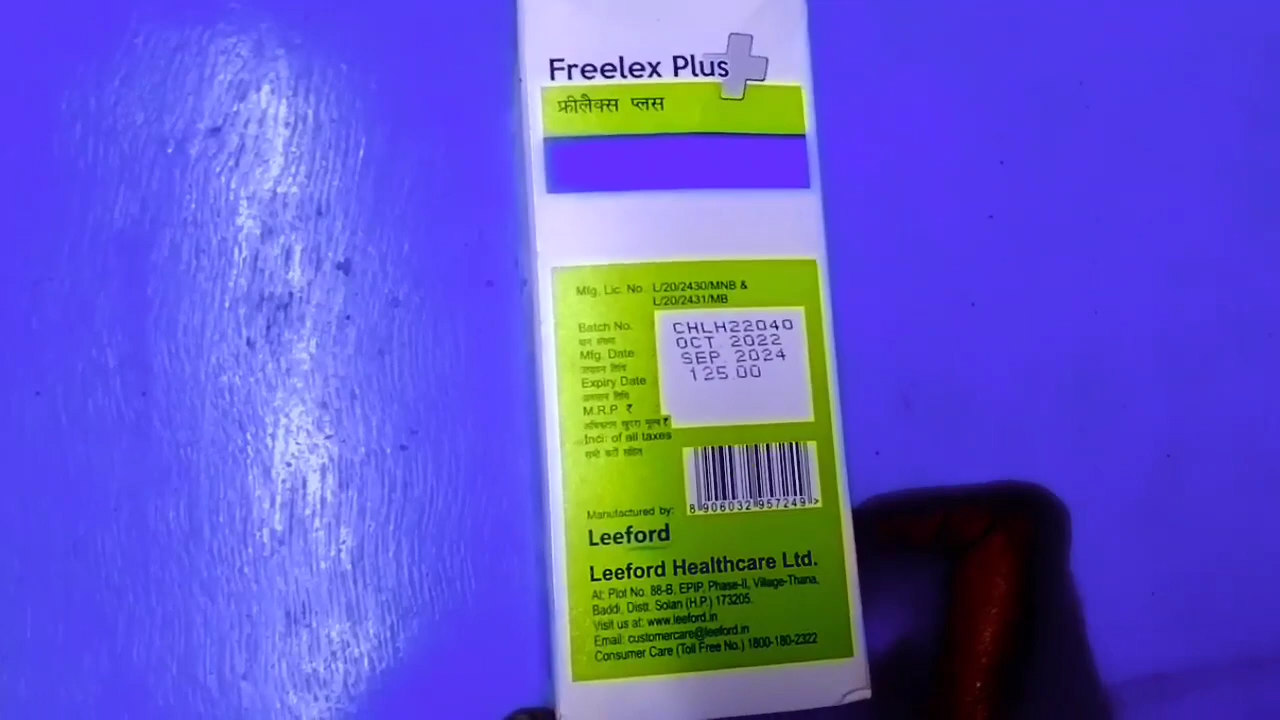 Freelex Plus
फ्रीलैक्स प्लस
Mfg. Lic. No. L/20/2430/MNB &
L/20/2431/MB
Batch No. CHLH22040
Mfg. Date OCT. 2022
Expiry Date SEP. 2024
M.R.P ₹ 125.00
अधिकतम खुदरा मूल्य ₹
Incl. of all taxes
सभी करों सहित
8 906032 957249 >
Manufactured by:
Leeford
Leeford Healthcare Ltd.
At: Plot No. 88-B, EPIP, Phase-II, Village-Thana,
Baddi, Distt. Solan (H.P.) 173205.
Visit us at: www.leeford.in
Email: customercare@leeford.in
Consumer Care (Toll Free No.) 1800-180-2322